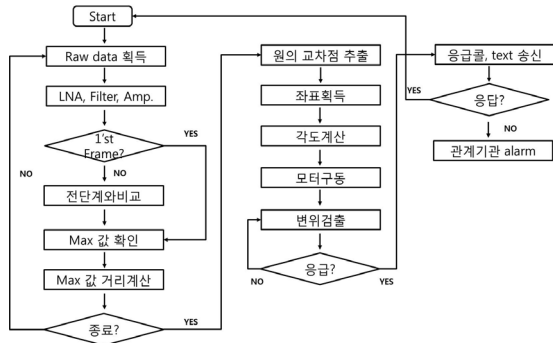 Start
Raw data 획득
LNA, Filter, Amp.
1'st
Frame?
YES
NO
NO
전단계와비교
Max 값 확인
Max 값 거리계산
종료?
YES
원의 교차점 추출
좌표획득
각도계산
모터구동
변위검출
응급?
NO
YES
응급콜, text 송신
YES
응답?
NO
관계기관 alarm